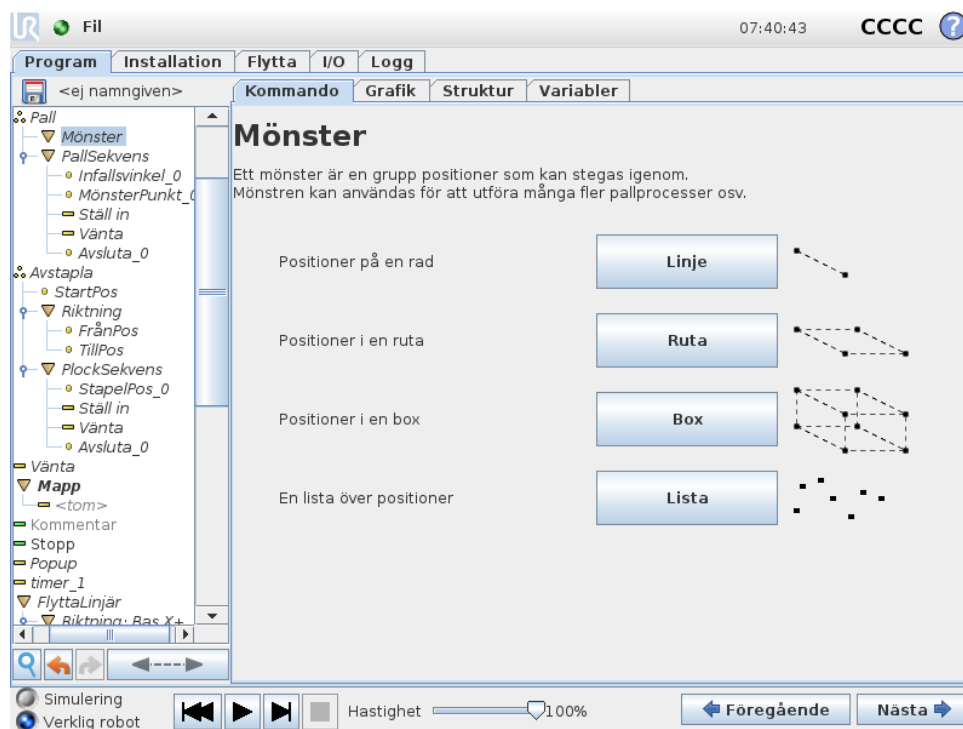 UR Fil 07:40:43 CCCC ?
Program Installation Flytta I/O Logg
<ej namngiven> Kommando Grafik Struktur Variabler
Pall
Mönster
PallSekvens
Infallsvinkel_0
MönsterPunkt_0
Ställ in
Vänta
Avsluta_0
Avstapla
StartPos
Riktning
FrånPos
TillPos
PlockSekvens
StapelPos_0
Ställ in
Vänta
Avsluta_0
Vänta
Mapp
<tom>
Kommentar
Stopp
Popup
timer_1
FlyttaLinjär
Riktning: Bas X+
Mönster
Ett mönster är en grupp positioner som kan stegas igenom.
Mönstren kan användas för att utföra många fler pallprocesser osv.
Positioner på en rad Linje
Positioner i en ruta Ruta
Positioner i en box Box
En lista över positioner Lista
Simulering
Verklig robot
Hastighet 100% Föregående Nästa